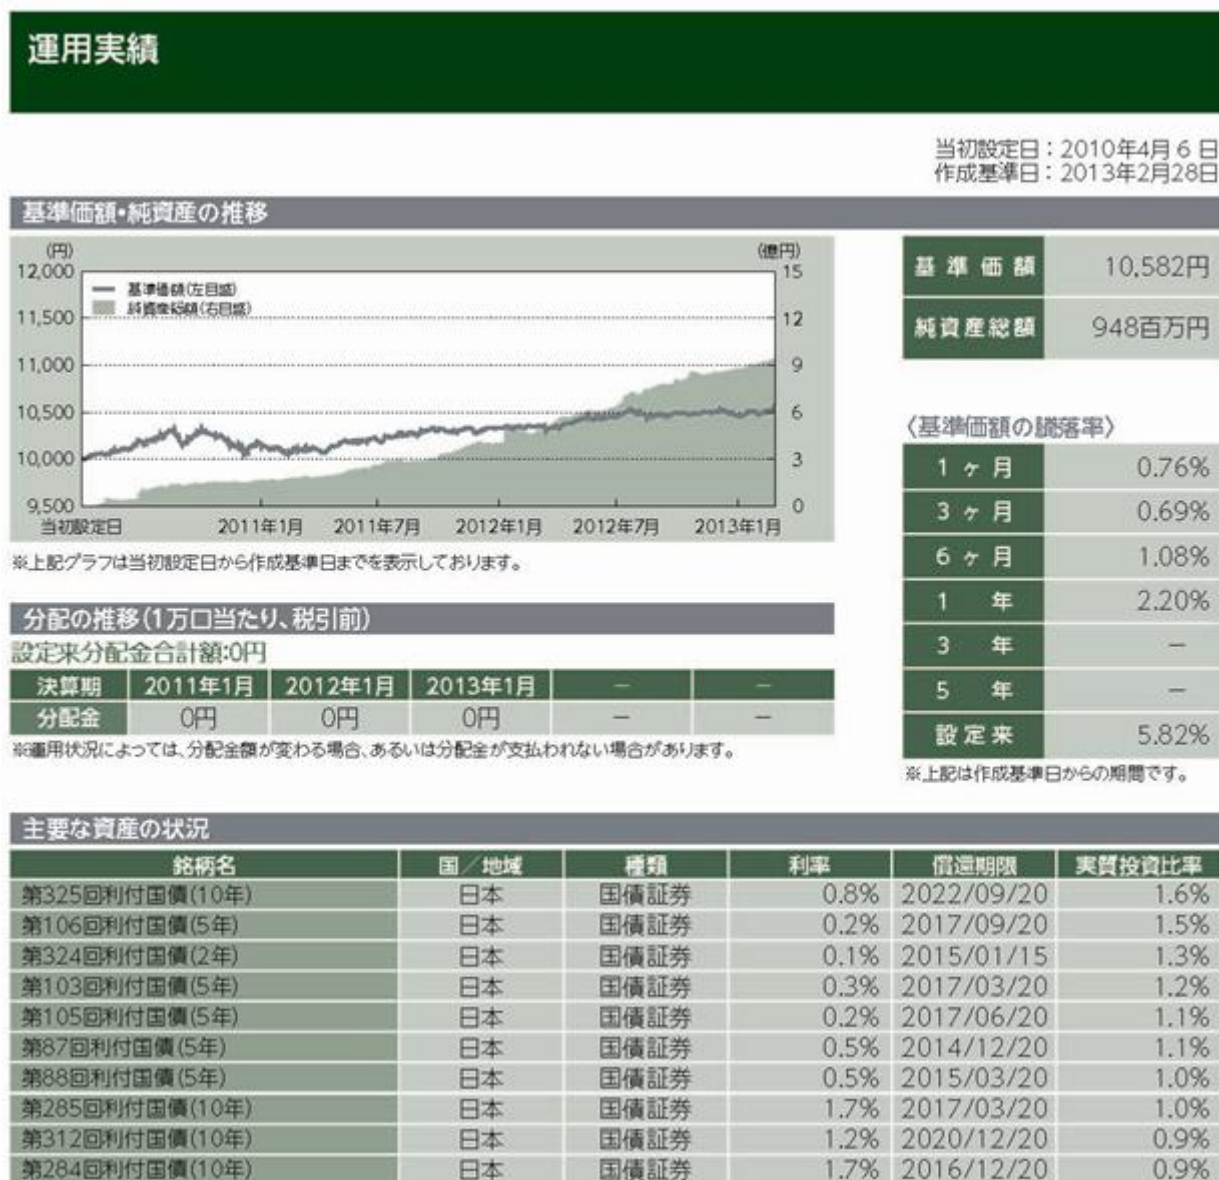 運用実績
当初設定日：2010年4月6日
作成基準日：2013年2月28日
基準価額・純資産の推移
(円)
(億円)
12,000
11,500
11,000
10,500
10,000
9,500
基準価額(左目盛)
純資産総額(右目盛)
15
12
9
6
3
0
当初設定日 2011年1月 2011年7月 2012年1月 2012年7月 2013年1月
※上記グラフは当初設定日から作成基準日までを表示しております。
基準価額 10,582円
純資産総額 948百万円
〈基準価額の騰落率〉
1ヶ月 0.76%
3ヶ月 0.69%
6ヶ月 1.08%
1年 2.20%
3年 －
5年 －
設定来 5.82%
※上記は作成基準日からの期間です。
分配の推移(1万口当たり、税引前)
設定来分配金合計額:0円
決算期 2011年1月 2012年1月 2013年1月 － －
分配金 0円 0円 0円 － －
※運用状況によっては、分配金額が変わる場合、あるいは分配金が支払われない場合があります。
主要な資産の状況
銘柄名 国／地域 種類 利率 償還期限 実質投資比率
第325回利付国債(10年) 日本 国債証券 0.8% 2022/09/20 1.6%
第106回利付国債(5年) 日本 国債証券 0.2% 2017/09/20 1.5%
第324回利付国債(2年) 日本 国債証券 0.1% 2015/01/15 1.3%
第103回利付国債(5年) 日本 国債証券 0.3% 2017/03/20 1.2%
第105回利付国債(5年) 日本 国債証券 0.2% 2017/06/20 1.1%
第87回利付国債(5年) 日本 国債証券 0.5% 2014/12/20 1.1%
第88回利付国債(5年) 日本 国債証券 0.5% 2015/03/20 1.0%
第285回利付国債(10年) 日本 国債証券 1.7% 2017/03/20 1.0%
第312回利付国債(10年) 日本 国債証券 1.2% 2020/12/20 0.9%
第284回利付国債(10年) 日本 国債証券 1.7% 2016/12/20 0.9%